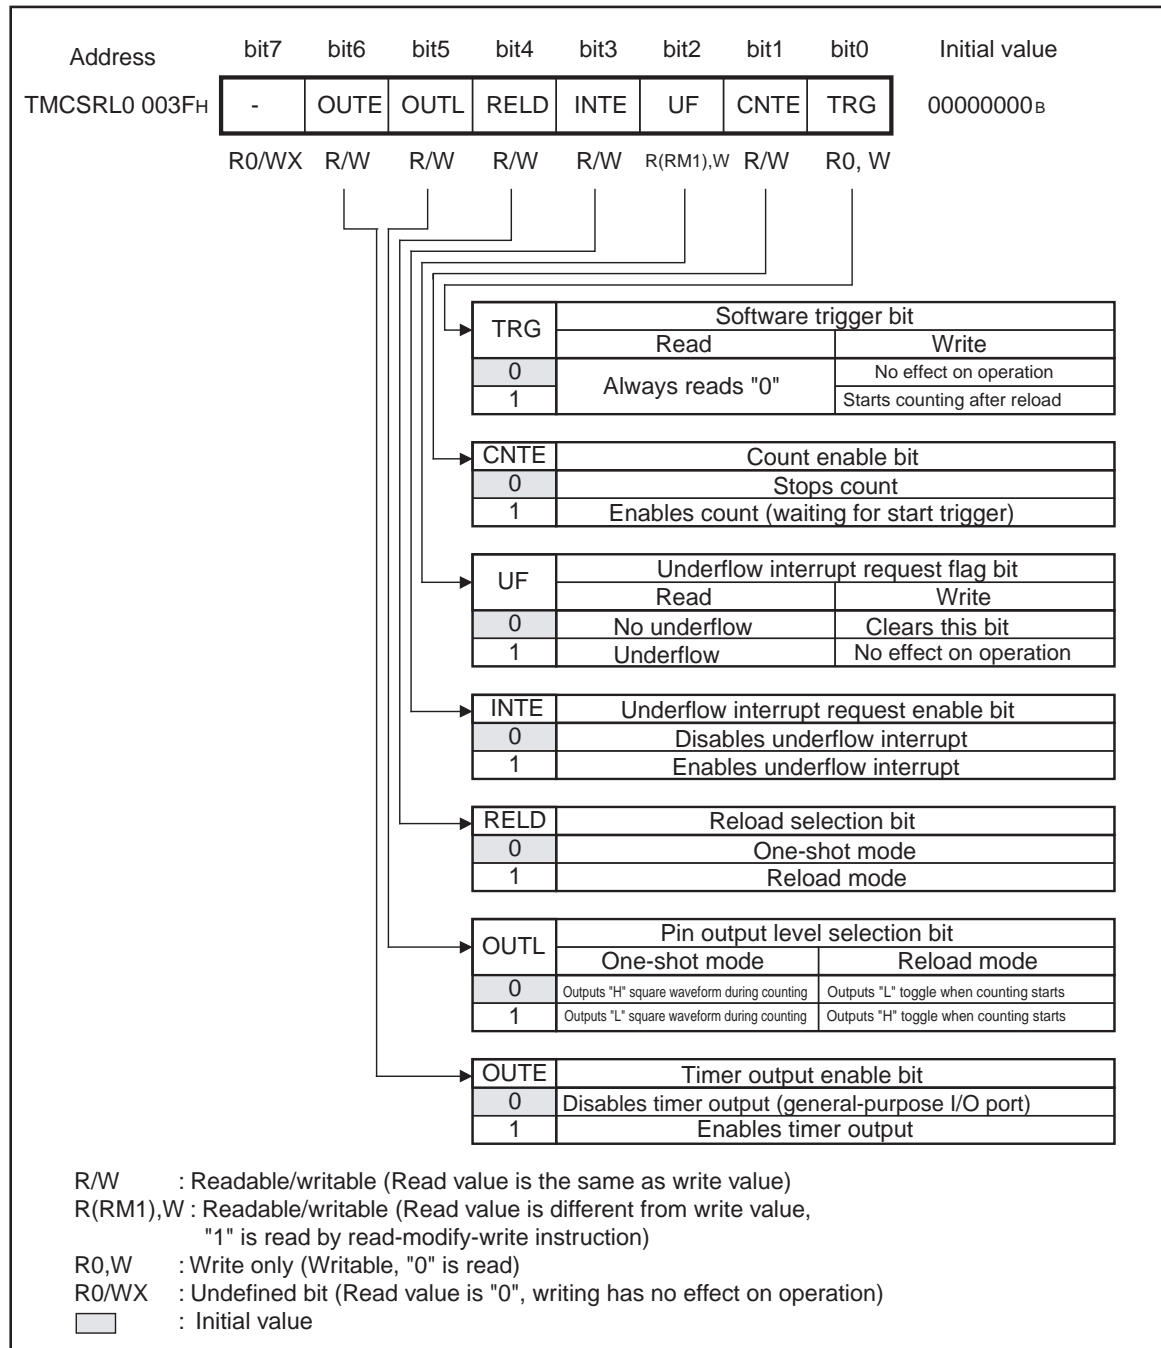 Address bit7 bit6 bit5 bit4 bit3 bit2 bit1 bit0 Initial value
TMCSRL0 003FH - OUTE OUTL RELD INTE UF CNTE TRG 00000000B
R0/WX R/W R/W R/W R/W R(RM1),W R/W R0, W
TRG Software trigger bit
Read Write
0 Always reads "0" No effect on operation
1 Starts counting after reload
CNTE Count enable bit
0 Stops count
1 Enables count (waiting for start trigger)
UF Underflow interrupt request flag bit
Read Write
0 No underflow Clears this bit
1 Underflow No effect on operation
INTE Underflow interrupt request enable bit
0 Disables underflow interrupt
1 Enables underflow interrupt
RELD Reload selection bit
0 One-shot mode
1 Reload mode
OUTL Pin output level selection bit
One-shot mode Reload mode
0 Outputs "H" square waveform during counting Outputs "L" toggle when counting starts
1 Outputs "L" square waveform during counting Outputs "H" toggle when counting starts
OUTE Timer output enable bit
0 Disables timer output (general-purpose I/O port)
1 Enables timer output
R/W : Readable/writable (Read value is the same as write value)
R(RM1),W : Readable/writable (Read value is different from write value,
"1" is read by read-modify-write instruction)
R0,W : Write only (Writable, "0" is read)
R0/WX : Undefined bit (Read value is "0", writing has no effect on operation)
: Initial value